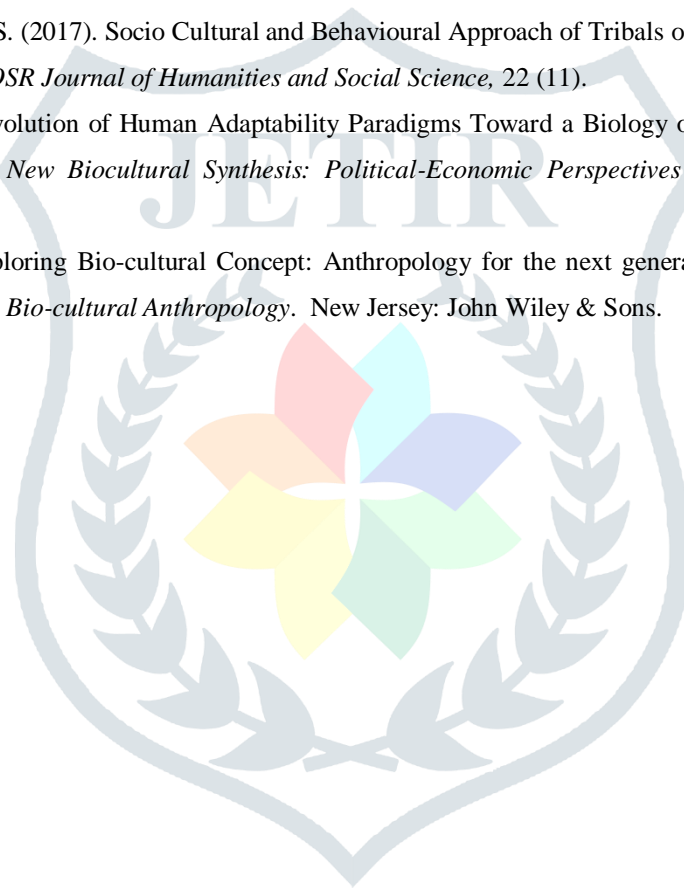 S. (2017). Socio Cultural and Behavioural Approach of Tribals o
OSR Journal of Humanities and Social Science, 22 (11).
volution of Human Adaptability Paradigms Toward a Biology o
New Biocultural Synthesis: Political-Economic Perspectives
JETIR
ploring Bio-cultural Concept: Anthropology for the next genera
Bio-cultural Anthropology. New Jersey: John Wiley & Sons.